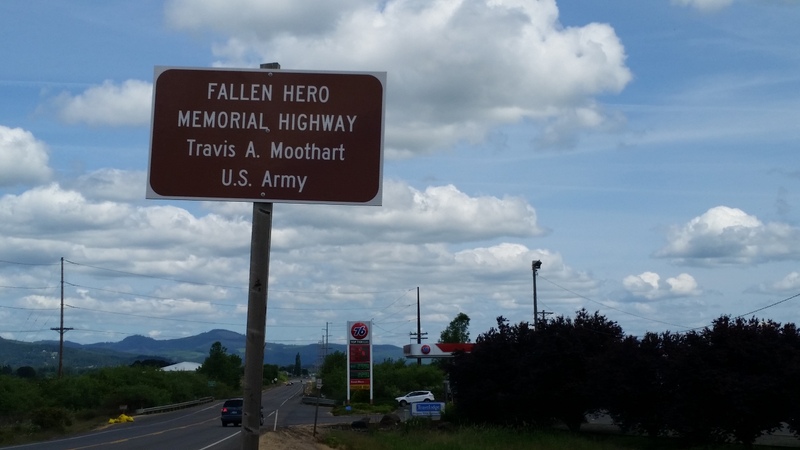 FALLEN HERO
MEMORIAL HIGHWAY
Travis A. Moothart
U.S. Army
76